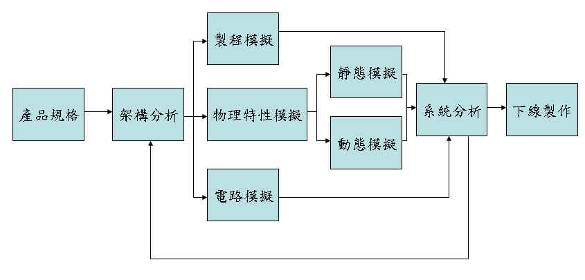 產品規格
架構分析
製程模擬
物理特性模擬
電路模擬
靜態模擬
動態模擬
系統分析
下線製作